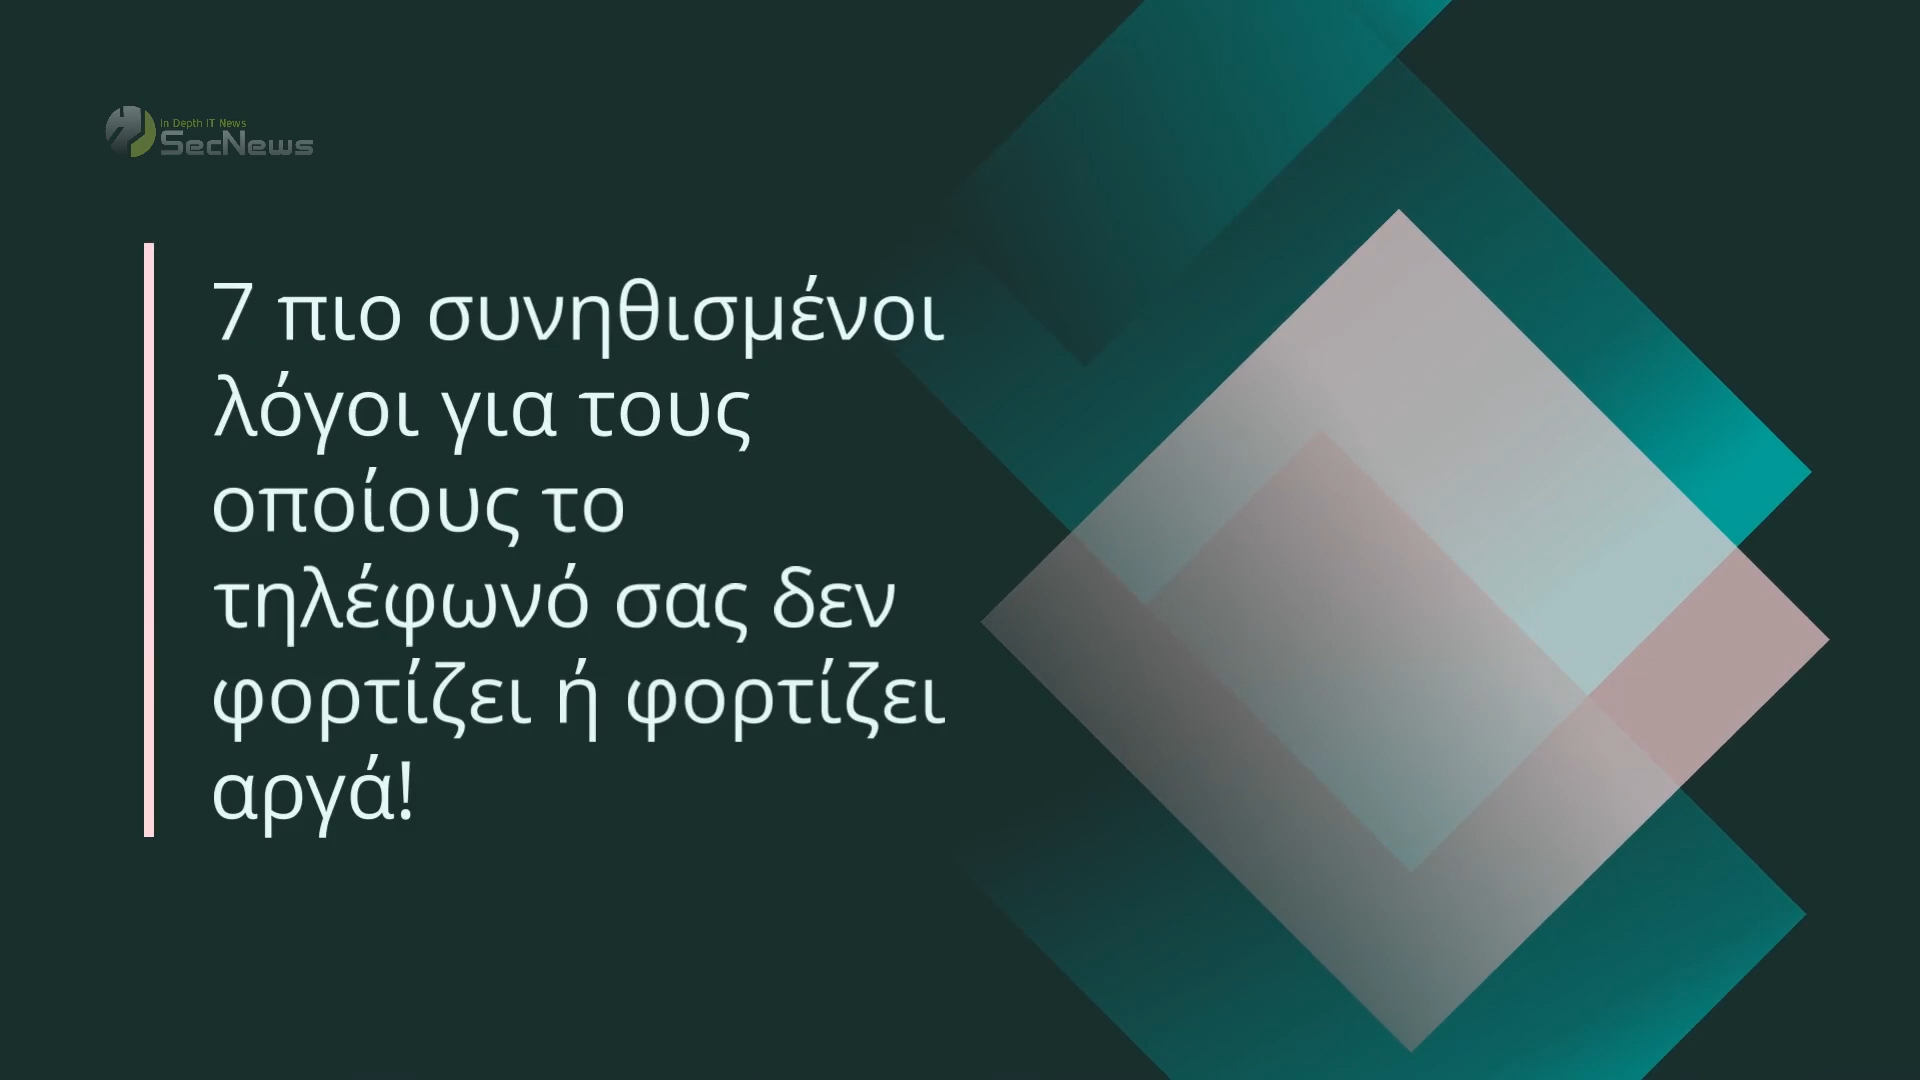 In Depth IT News
SecNews
7 πιο συνηθισμένοι
λόγοι για τους
οποίους το
τηλέφωνό σας δεν
φορτίζει ή φορτίζει
αργά!